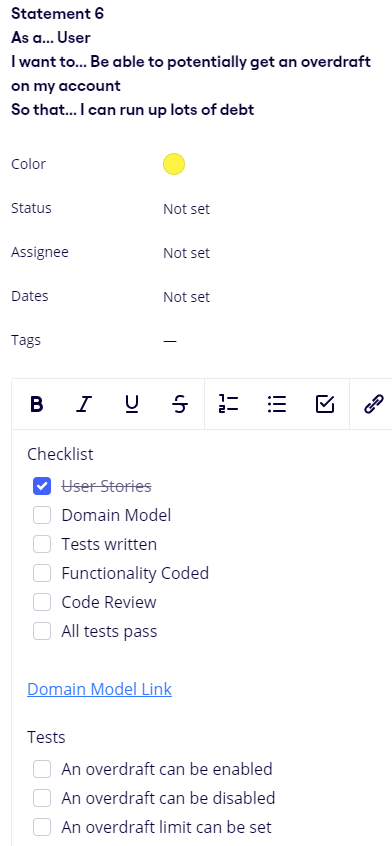 Statement 6
As a... User
I want to... Be able to potentially get an overdraft
on my account
So that... I can run up lots of debt
Color
Status Not set
Assignee Not set
Dates Not set
Tags —
B I U S
Checklist
User Stories
Domain Model
Tests written
Functionality Coded
Code Review
All tests pass
Domain Model Link
Tests
An overdraft can be enabled
An overdraft can be disabled
An overdraft limit can be set